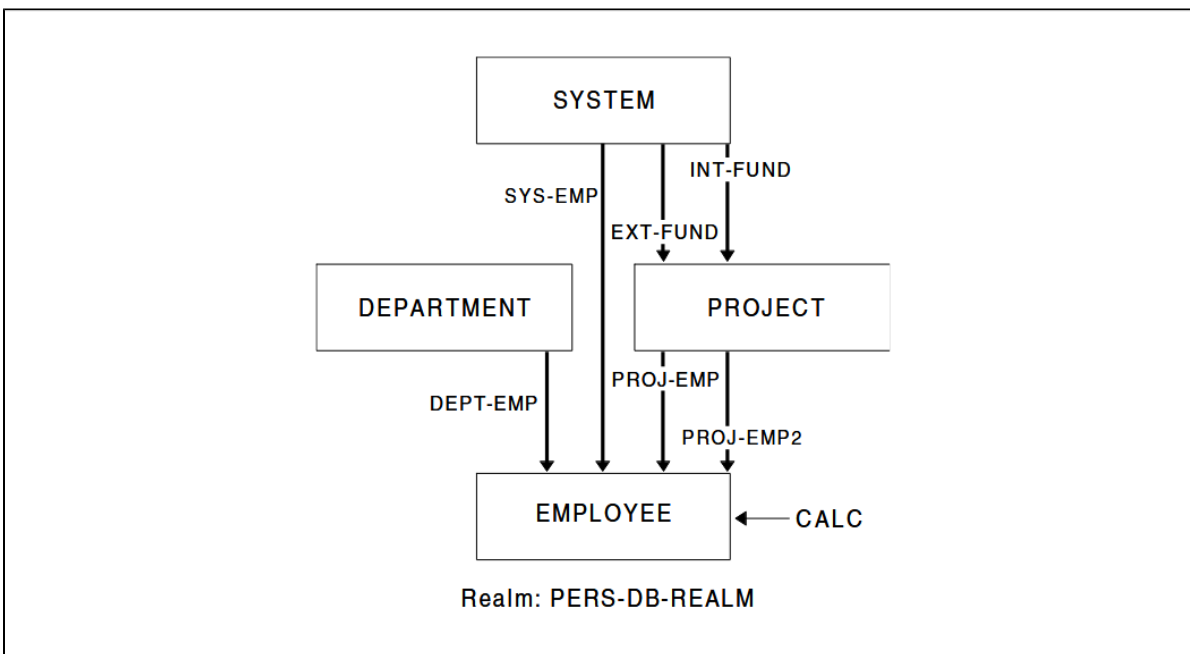 SYSTEM
INT-FUND
SYS-EMP
EXT-FUND
DEPARTMENT
PROJECT
PROJ-EMP
DEPT-EMP
PROJ-EMP2
EMPLOYEE
CALC
Realm: PERS-DB-REALM